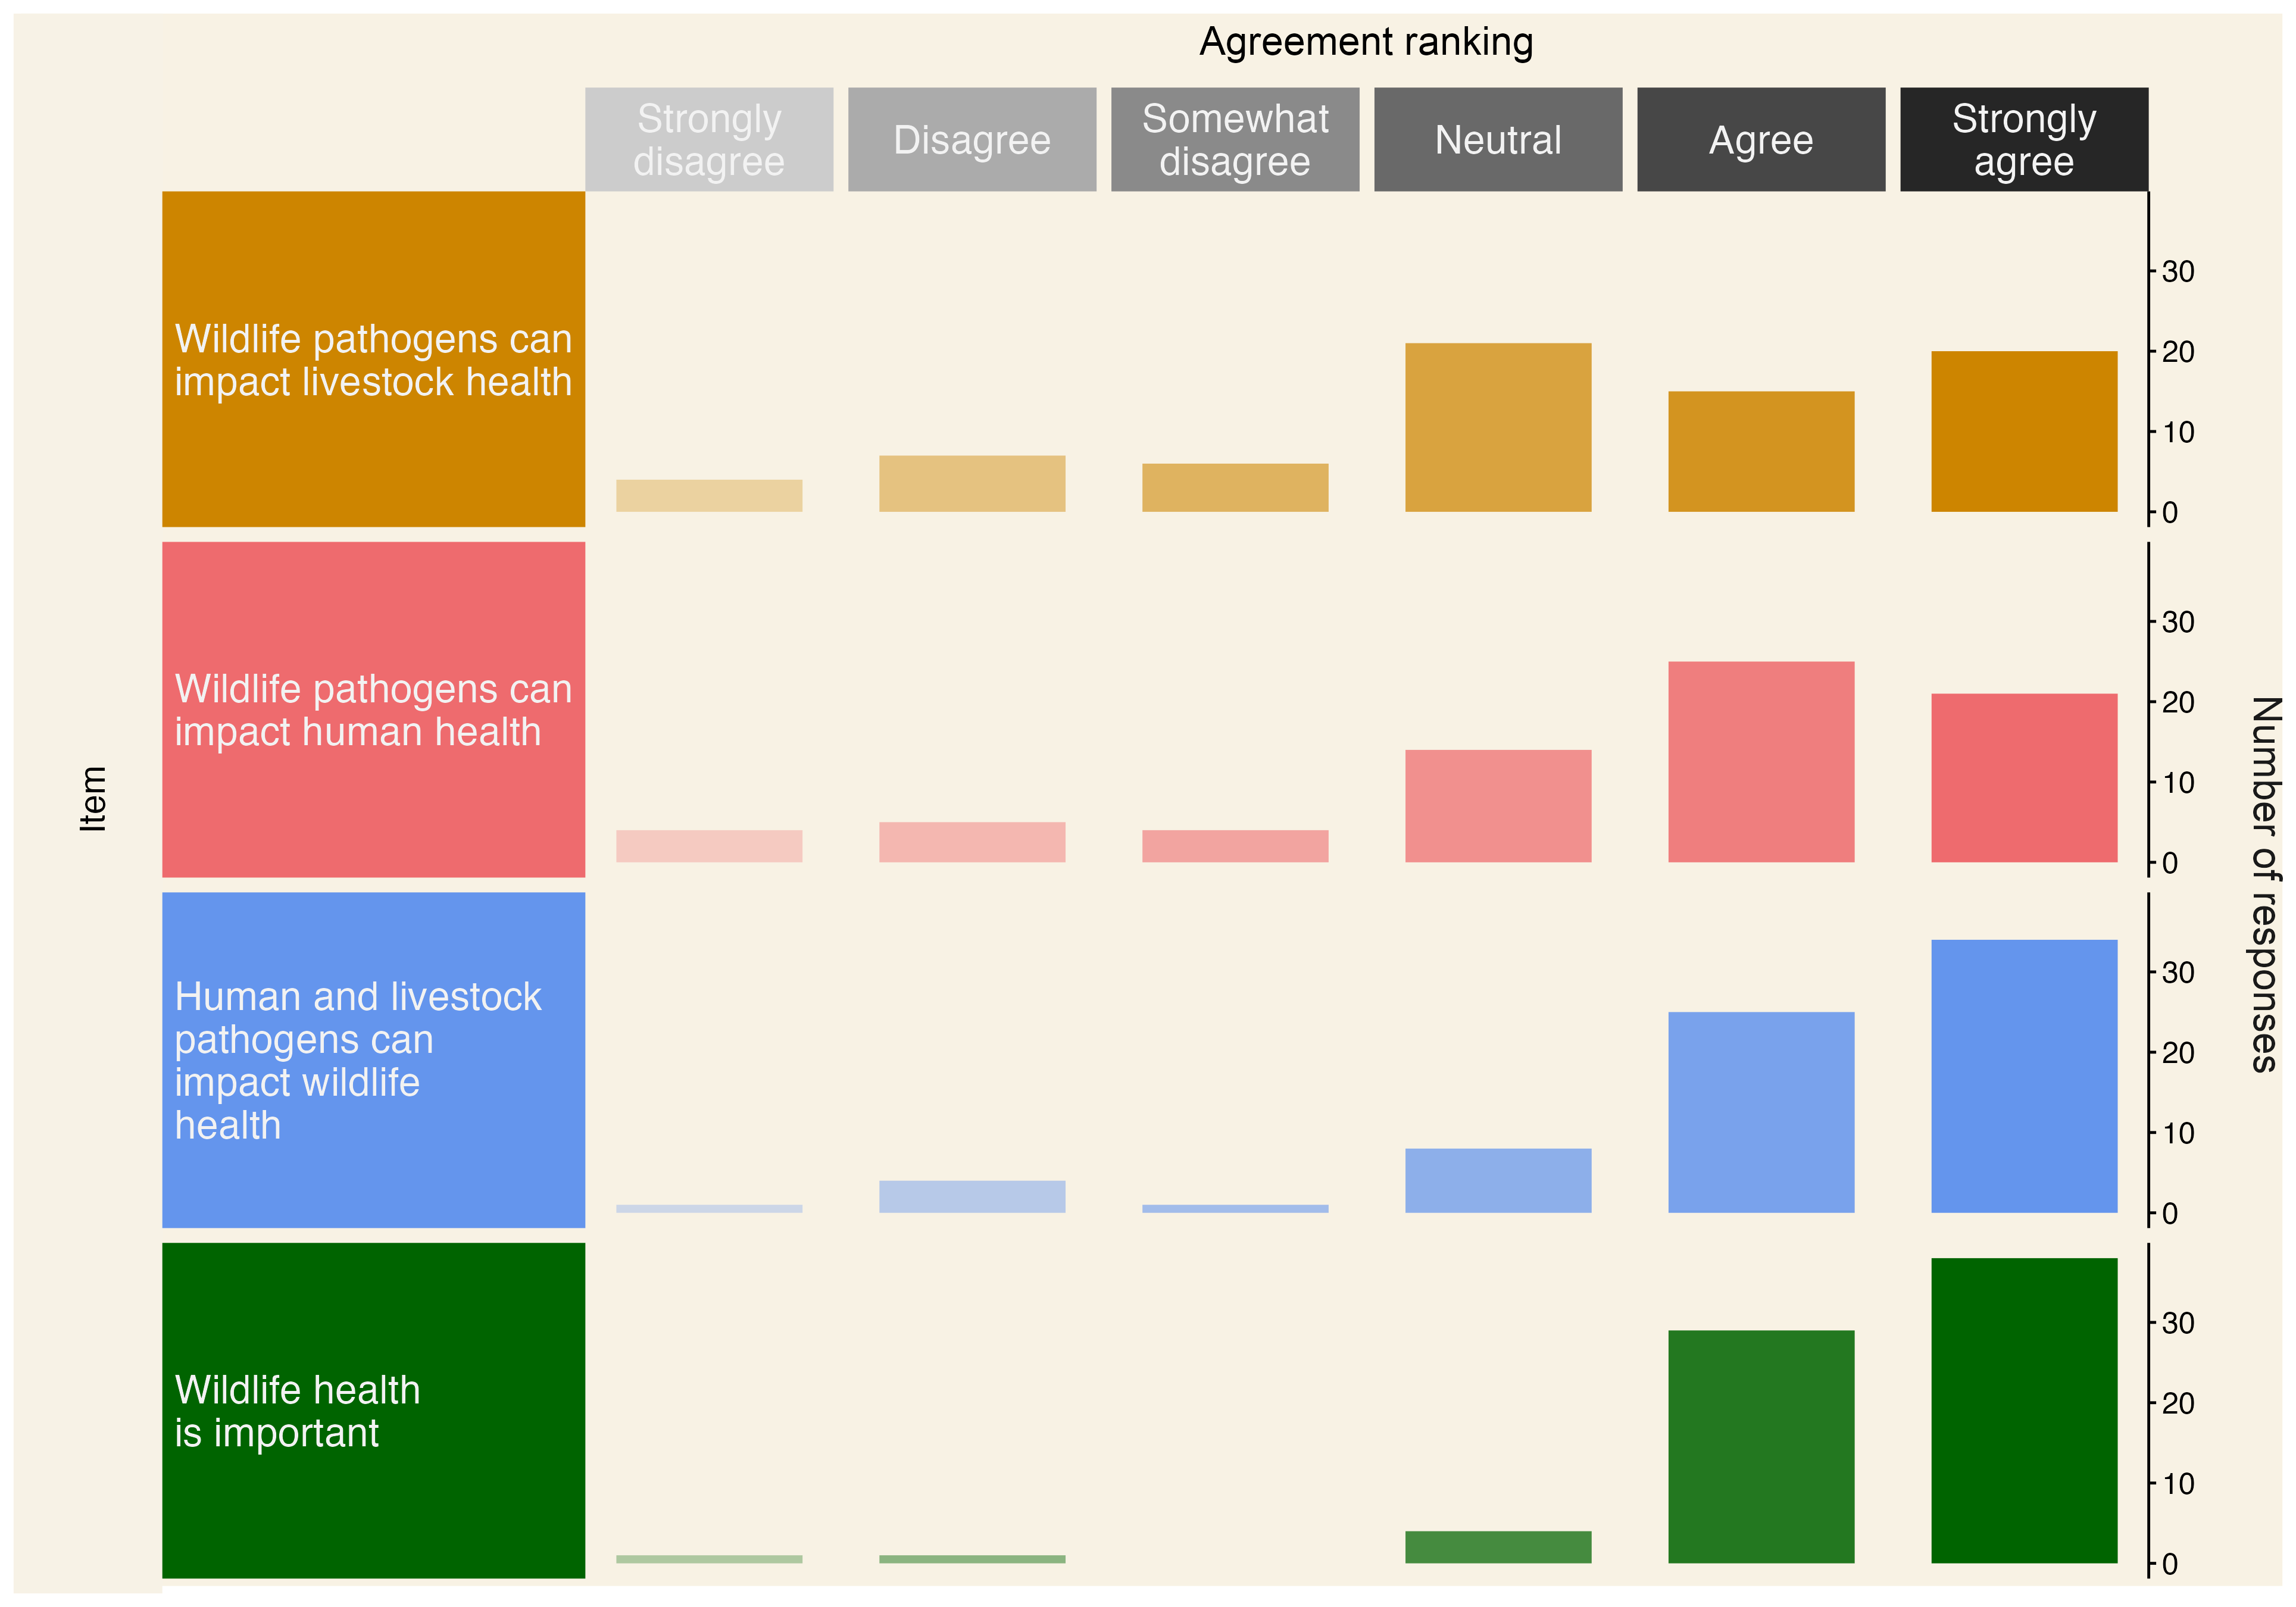 Agreement ranking
Strongly
disagree
Disagree
Somewhat
disagree
Neutral
Agree
Strongly
agree
Item
Wildlife pathogens can
impact livestock health
30
20
10
0
Wildlife pathogens can
impact human health
30
20
10
0
Human and livestock
pathogens can
impact wildlife
health
30
20
10
0
Wildlife health
is important
30
20
10
0
Number of responses